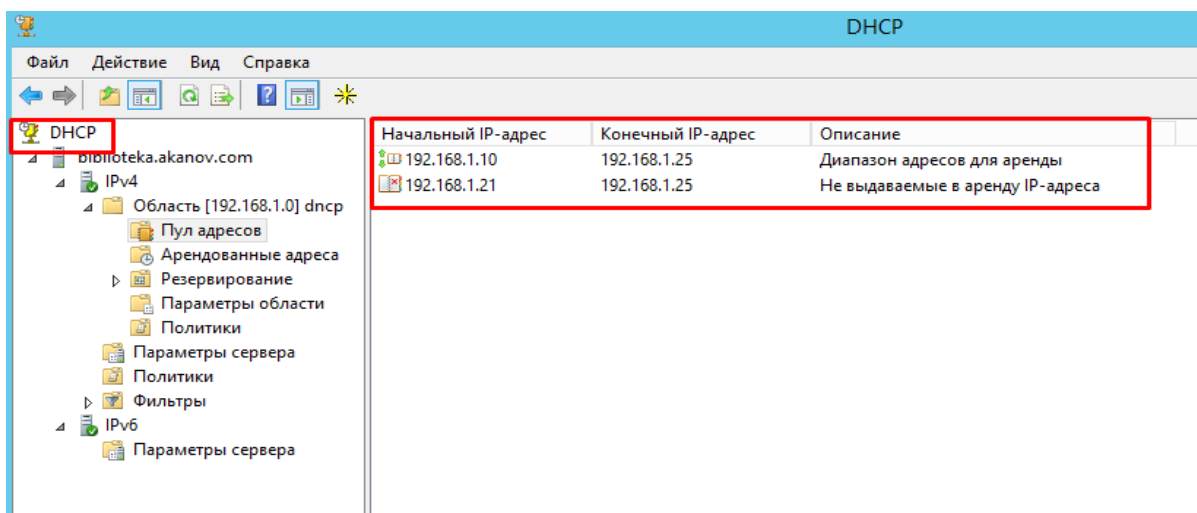 DHCP
Файл Действие Вид Справка
DHCP
biblioteka.akanov.com
IPv4
Область [192.168.1.0] dncp
Пул адресов
Арендованные адреса
Резервирование
Параметры области
Политики
Параметры сервера
Политики
Фильтры
IPv6
Параметры сервера
Начальный IP-адрес Конечный IP-адрес Описание
192.168.1.10 192.168.1.25 Диапазон адресов для аренды
192.168.1.21 192.168.1.25 Не выдаваемые в аренду IP-адреса